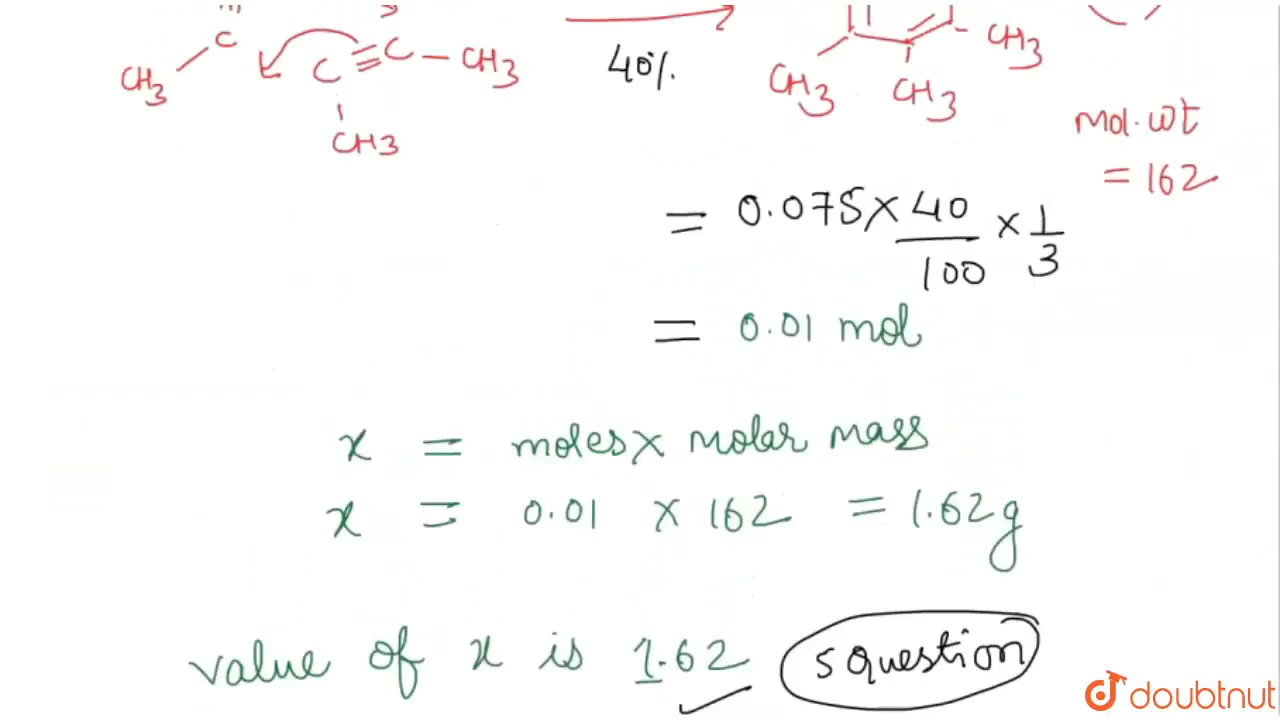 C
CH3
C≡C-CH3
CH3
40%.
CH3
CH3
CH3
mol.wt
= 162
= 0.075 × 40/100 × 1/3
= 0.01 mol
x = moles × molar mass
x = 0.01 × 162 = 1.62g
value of x is 1.62
5 question
doubtnut